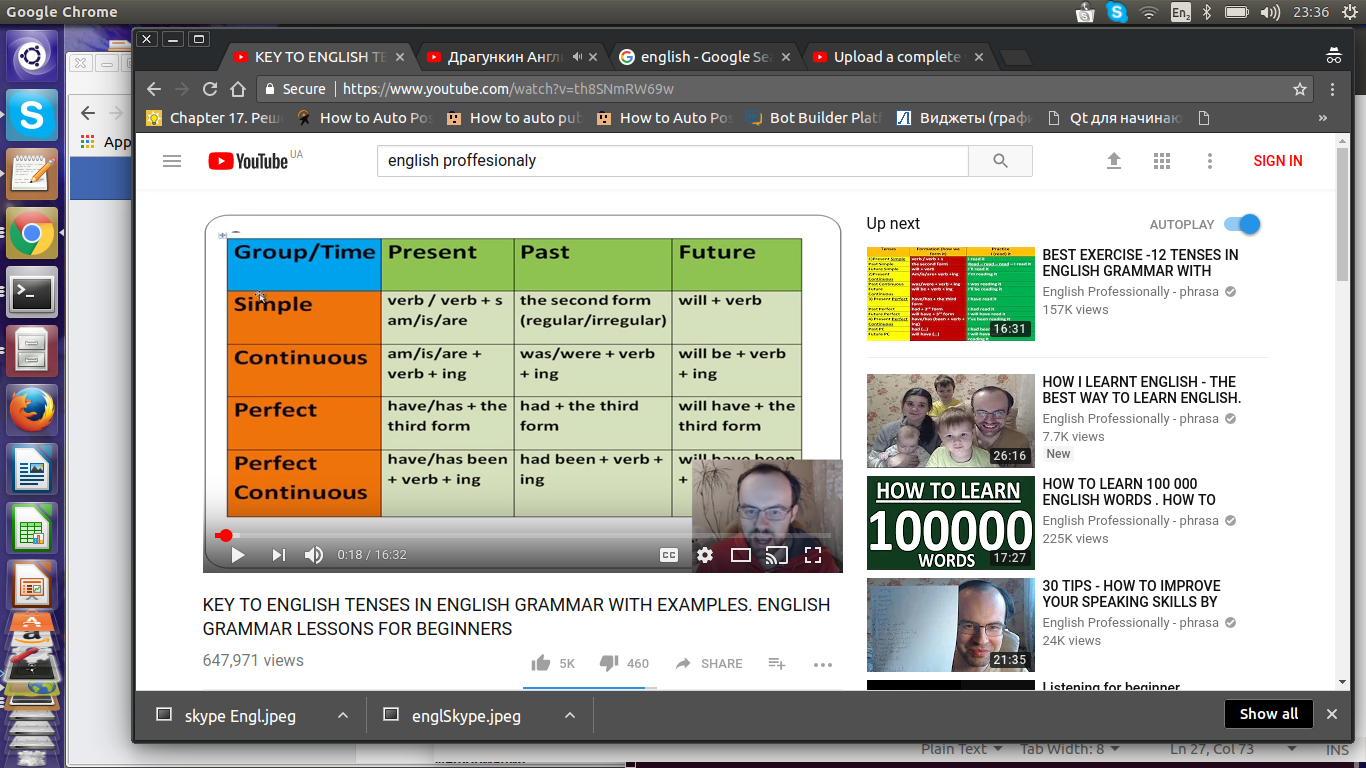 Google Chrome
En2
23:36
KEY TO ENGLISH TE
Драгункин Англ
english - Google Sea
Upload a complete
Secure
https://www.youtube.com/watch?v=th8SNmRW69w
Chapter 17. Реш
How to Auto Pos
How to auto pub
How to Auto Pos
Bot Builder Platf
Виджеты (граф
Qt для начинаю
»
App
YouTube UA
english proffesionaly
SIGN IN
Group/Time Present Past Future
Simple
verb / verb + s
am/is/are
the second form
(regular/irregular)
will + verb
Continuous
am/is/are +
verb + ing
was/were + verb
+ ing
will be + verb
+ ing
Perfect
have/has + the
third form
had + the third
form
will have + the
third form
Perfect
Continuous
have/has been
+ verb + ing
had been + verb +
ing
will have been
+
0:18 / 16:32
CC
KEY TO ENGLISH TENSES IN ENGLISH GRAMMAR WITH EXAMPLES. ENGLISH
GRAMMAR LESSONS FOR BEGINNERS
647,971 views
5K
460
SHARE
Up next
AUTOPLAY
16:31
BEST EXERCISE -12 TENSES IN
ENGLISH GRAMMAR WITH
English Professionally - phrasa
157K views
26:16
HOW I LEARNT ENGLISH - THE
BEST WAY TO LEARN ENGLISH.
English Professionally - phrasa
7.7K views
New
HOW TO LEARN
100000
WORDS
17:27
HOW TO LEARN 100 000
ENGLISH WORDS . HOW TO
English Professionally - phrasa
225K views
21:35
30 TIPS - HOW TO IMPROVE
YOUR SPEAKING SKILLS BY
English Professionally - phrasa
24K views
Listening for beginner
skype Engl.jpeg
englSkype.jpeg
Show all
Plain Text
Tab Width: 8
Ln 27, Col 73
INS